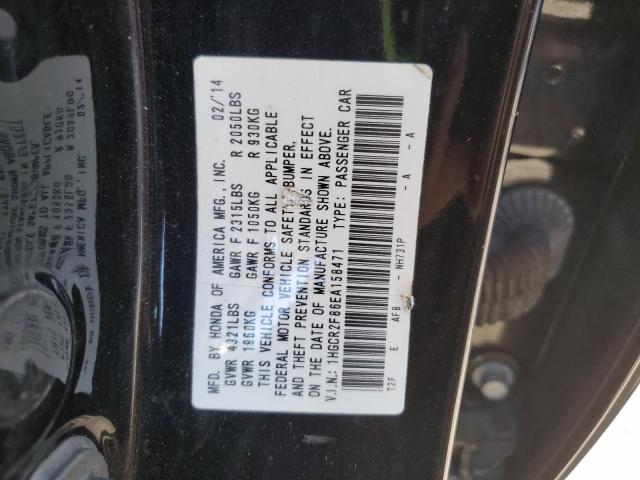 MFD. BY HONDA OF AMERICA MFG., INC. 02/'14
GVWR 4321LBS GAWR F 2315LBS R 2050LBS
GVWR 1960KG GAWR F 1050KG R 930KG
THIS VEHICLE CONFORMS TO ALL APPLICABLE
FEDERAL MOTOR VEHICLE SAFETY, BUMPER,
AND THEFT PREVENTION STANDARDS IN EFFECT
ON THE DATE OF MANUFACTURE SHOWN ABOVE.
V.I.N.: 1HGCR2F86EA158471 TYPE: PASSENGER CAR
T2F E AFB - NH731P - A - A